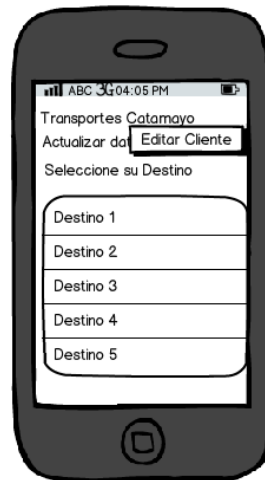 ABC 3G 04:05 PM
Transportes Catamayo
Actualizar dat
Editar Cliente
Seleccione su Destino
Destino 1
Destino 2
Destino 3
Destino 4
Destino 5